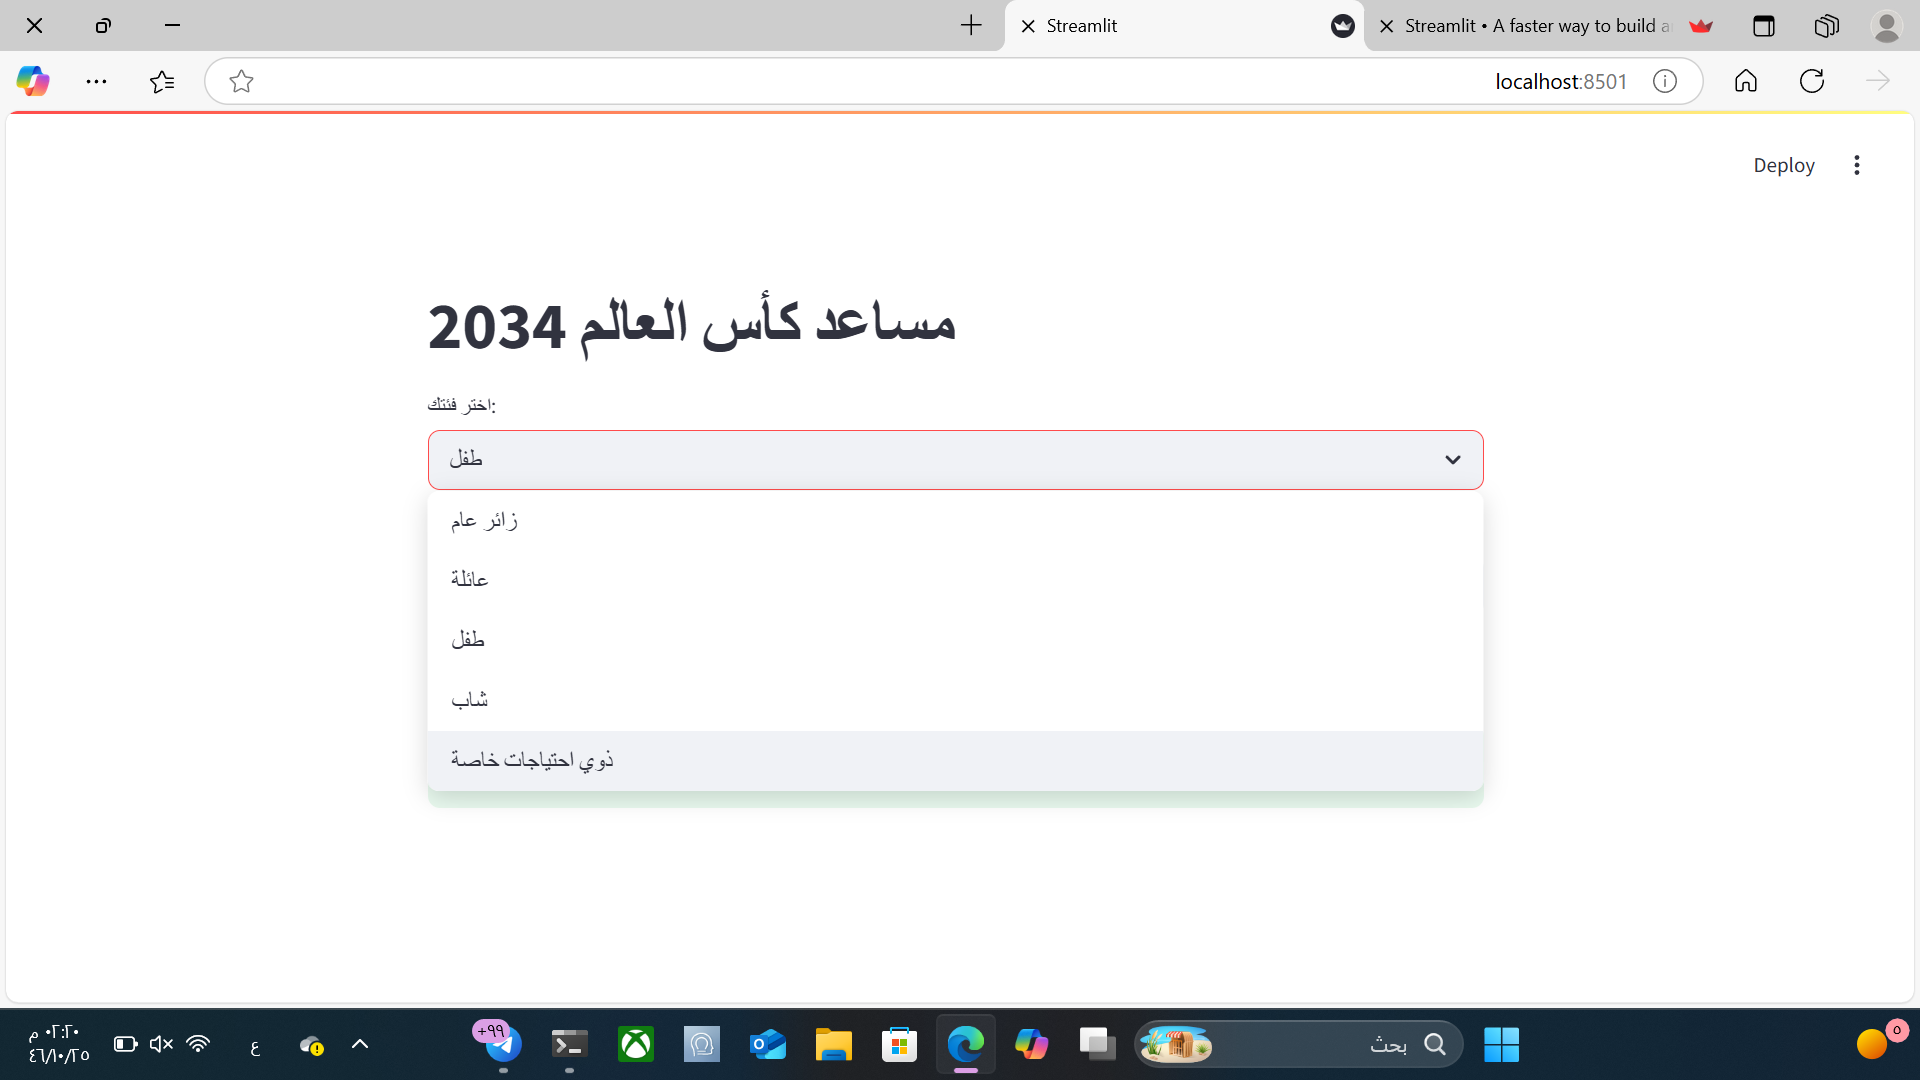 Streamlit
Streamlit • A faster way to build a
localhost:8501
Deploy
مساعد كأس العالم 2034
اختر فئتك:
طفل
زائر عام
عائلة
طفل
شاب
ذوي احتياجات خاصة
٠٢:٢٠ م
٤٦/١٠/٢٥
ع
+٩٩
بحث
٥